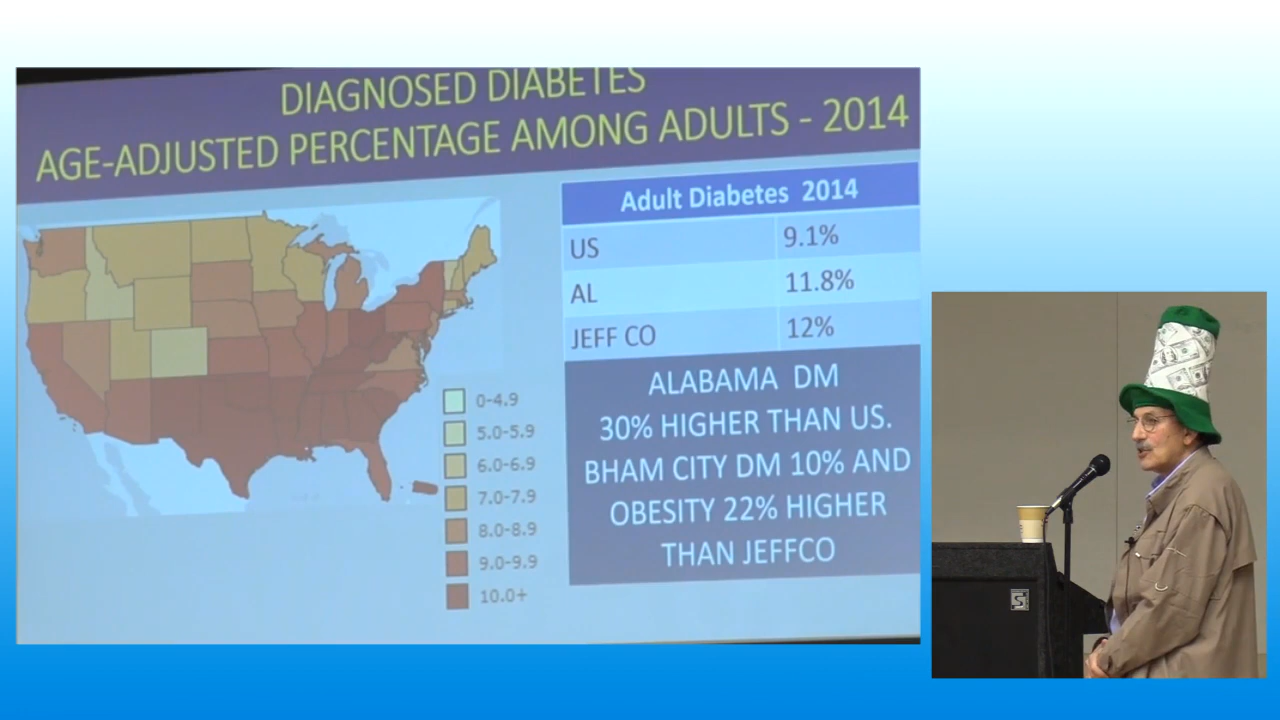 DIAGNOSED DIABETES
AGE-ADJUSTED PERCENTAGE AMONG ADULTS - 2014
Adult Diabetes 2014
US 9.1%
AL 11.8%
JEFF CO 12%
ALABAMA DM
30% HIGHER THAN US.
BHAM CITY DM 10% AND
OBESITY 22% HIGHER
THAN JEFFCO
0-4.9
5.0-5.9
6.0-6.9
7.0-7.9
8.0-8.9
9.0-9.9
10.0+